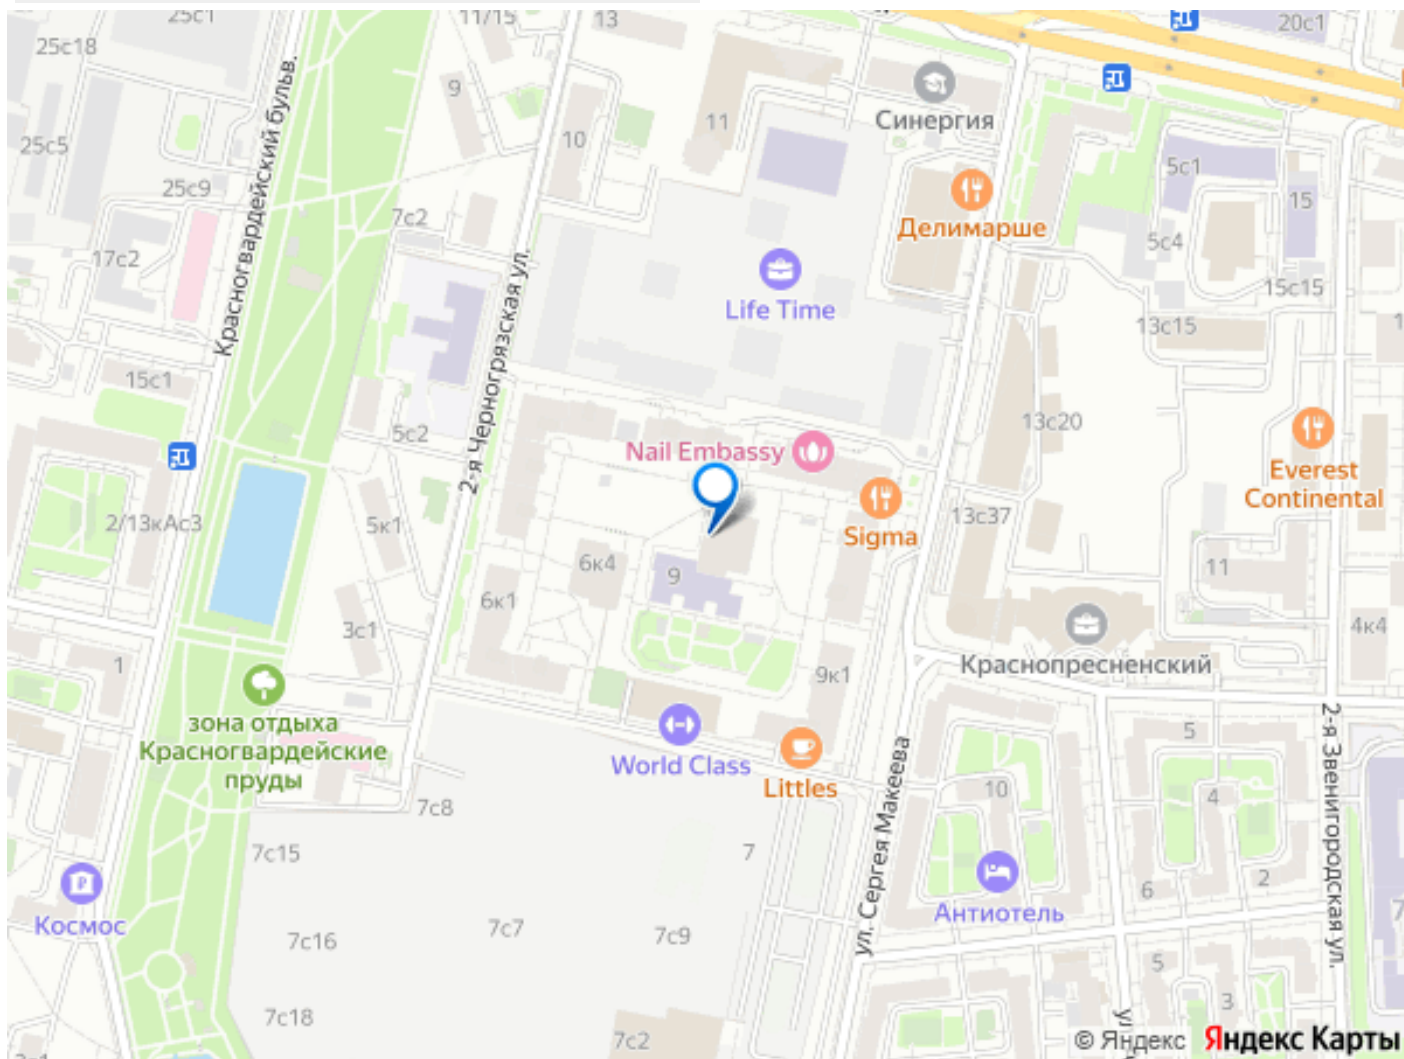 25с1
11/15
13
20с1
25с18
9
Синергия
25с5
10
11
5с1
25с9
15
Красногвардейский бульв.
7с2
Делимарше
5с4
17с2
15с15
2-я Черногрязская ул.
Life Time
13с15
15с1
5с2
13с20
Nail Embassy
Everest
Continental
2/13кАс3
5к1
Sigma
13с37
6к4
9
11
6к1
3с1
4к4
1
9к1
Краснопресненский
зона отдыха
Красногвардейские
пруды
World Class
Littles
5
2-я Звенигородская ул.
ул. Сергея Макеева
10
4
7с8
7с15
7
6
2
Космос
Антиотель
7с16
7с7
7с9
5
3
7с18
7с2
© Яндекс
Яндекс Карты